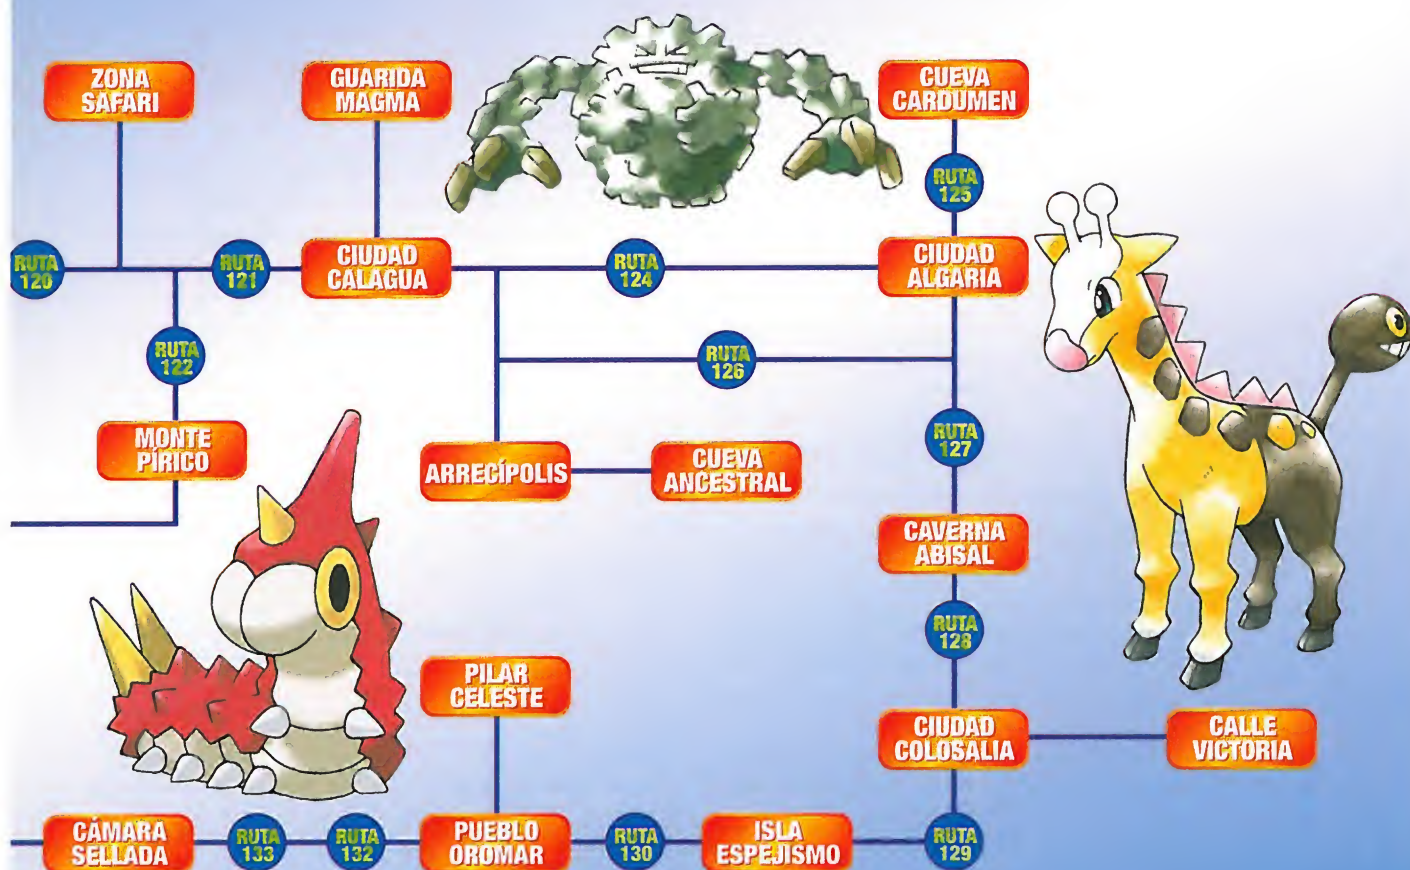 ZONA
SAFARI
GUARIDA
MAGMA
CUEVA
CARDUMEN
RUTA
125
RUTA
120
RUTA
121
CIUDAD
CALAGUA
RUTA
124
CIUDAD
ALGARIA
RUTA
122
RUTA
126
MONTE
PÍRICO
ARRECÍPOLIS
CUEVA
ANCESTRAL
RUTA
127
CAVERNA
ABISAL
RUTA
128
PILAR
CELESTE
CIUDAD
COLOSALIA
CALLE
VICTORIA
CÁMARA
SELLADA
RUTA
133
RUTA
132
PUEBLO
OROMAR
RUTA
130
ISLA
ESPEJISMO
RUTA
129